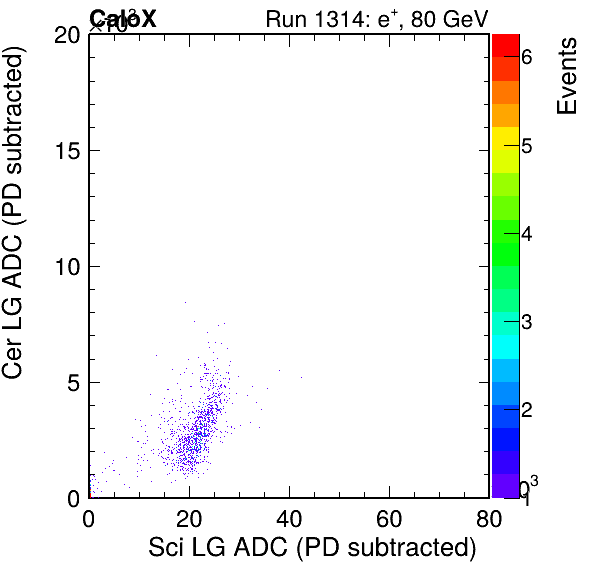 CaloX
×10³
Run 1314: e⁺, 80 GeV
20
15
10
5
0
Cer LG ADC (PD subtracted)
0 20 40 60 80
Sci LG ADC (PD subtracted)
Events
6
5
4
3
2
1